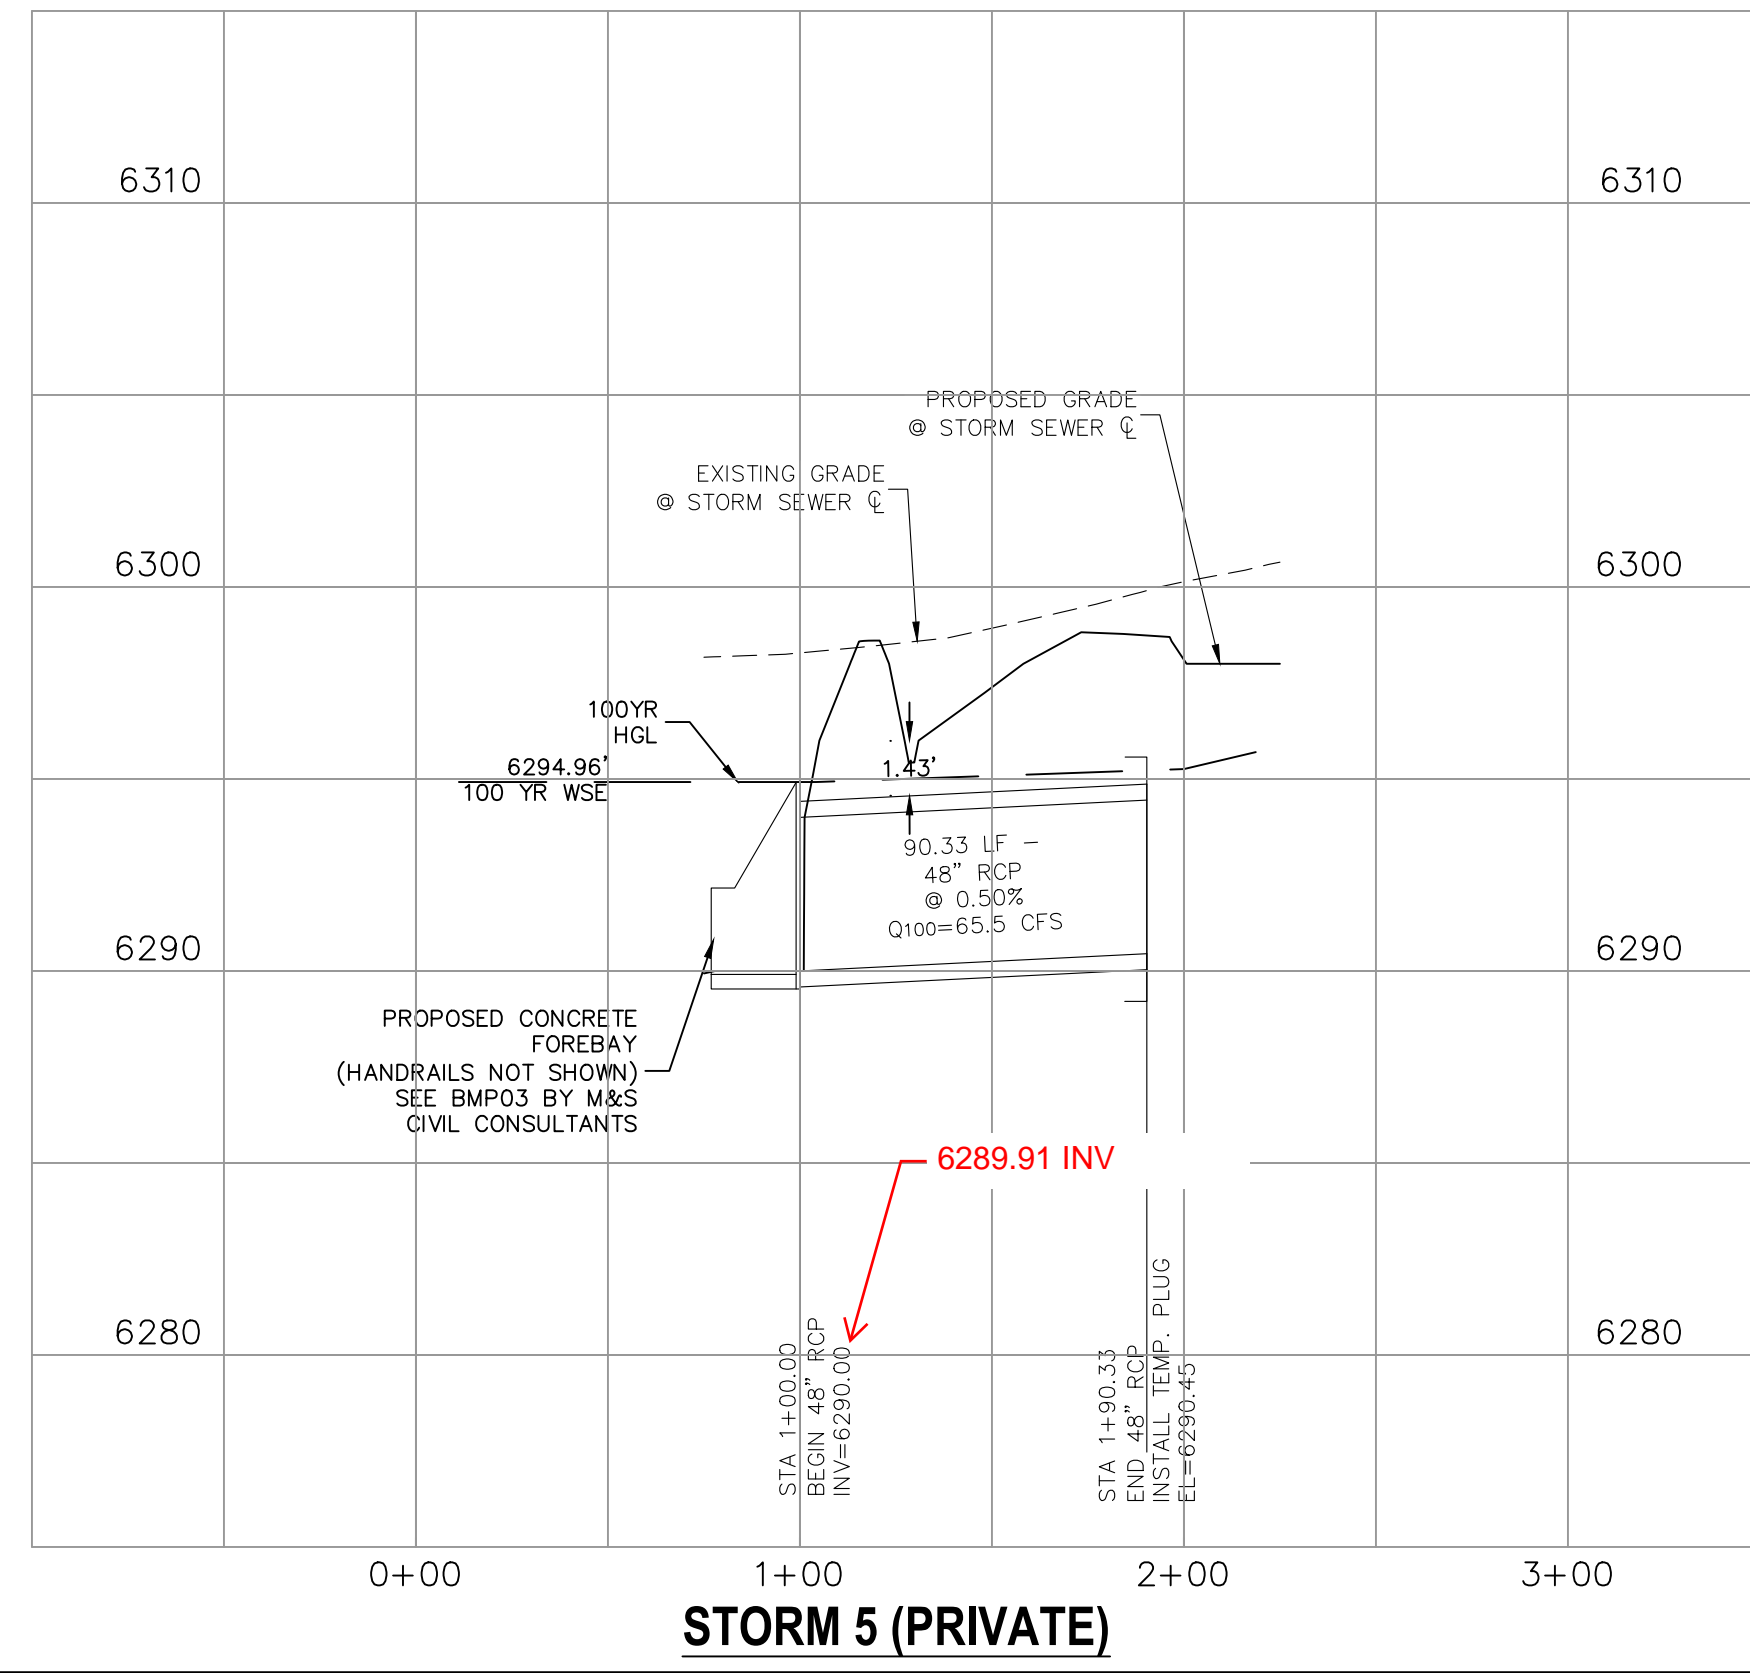 6310
6310
PROPOSED GRADE
@ STORM SEWER ℄
EXISTING GRADE
@ STORM SEWER ℄
6300
6300
100YR
HGL
6294.96'
100 YR WSE
1.43'
90.33 LF –
48" RCP
@ 0.50%
Q100=65.5 CFS
6290
6290
PROPOSED CONCRETE
FOREBAY
(HANDRAILS NOT SHOWN)
SEE BMP03 BY M&S
CIVIL CONSULTANTS
6289.91 INV
6280
6280
STA 1+00.00
BEGIN 48" RCP
INV=6290.00
STA 1+90.33
END 48" RCP
INSTALL TEMP. PLUG
EL=6290.45
0+00
1+00
2+00
3+00
STORM 5 (PRIVATE)